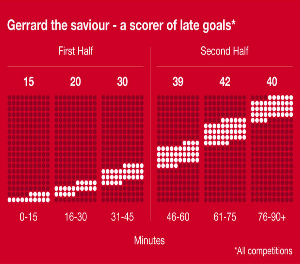 Gerrard the saviour - a scorer of late goals*
First Half
Second Half
15 20 30 39 42 40
0-15 16-30 31-45 46-60 61-75 76-90+
Minutes
*All competitions